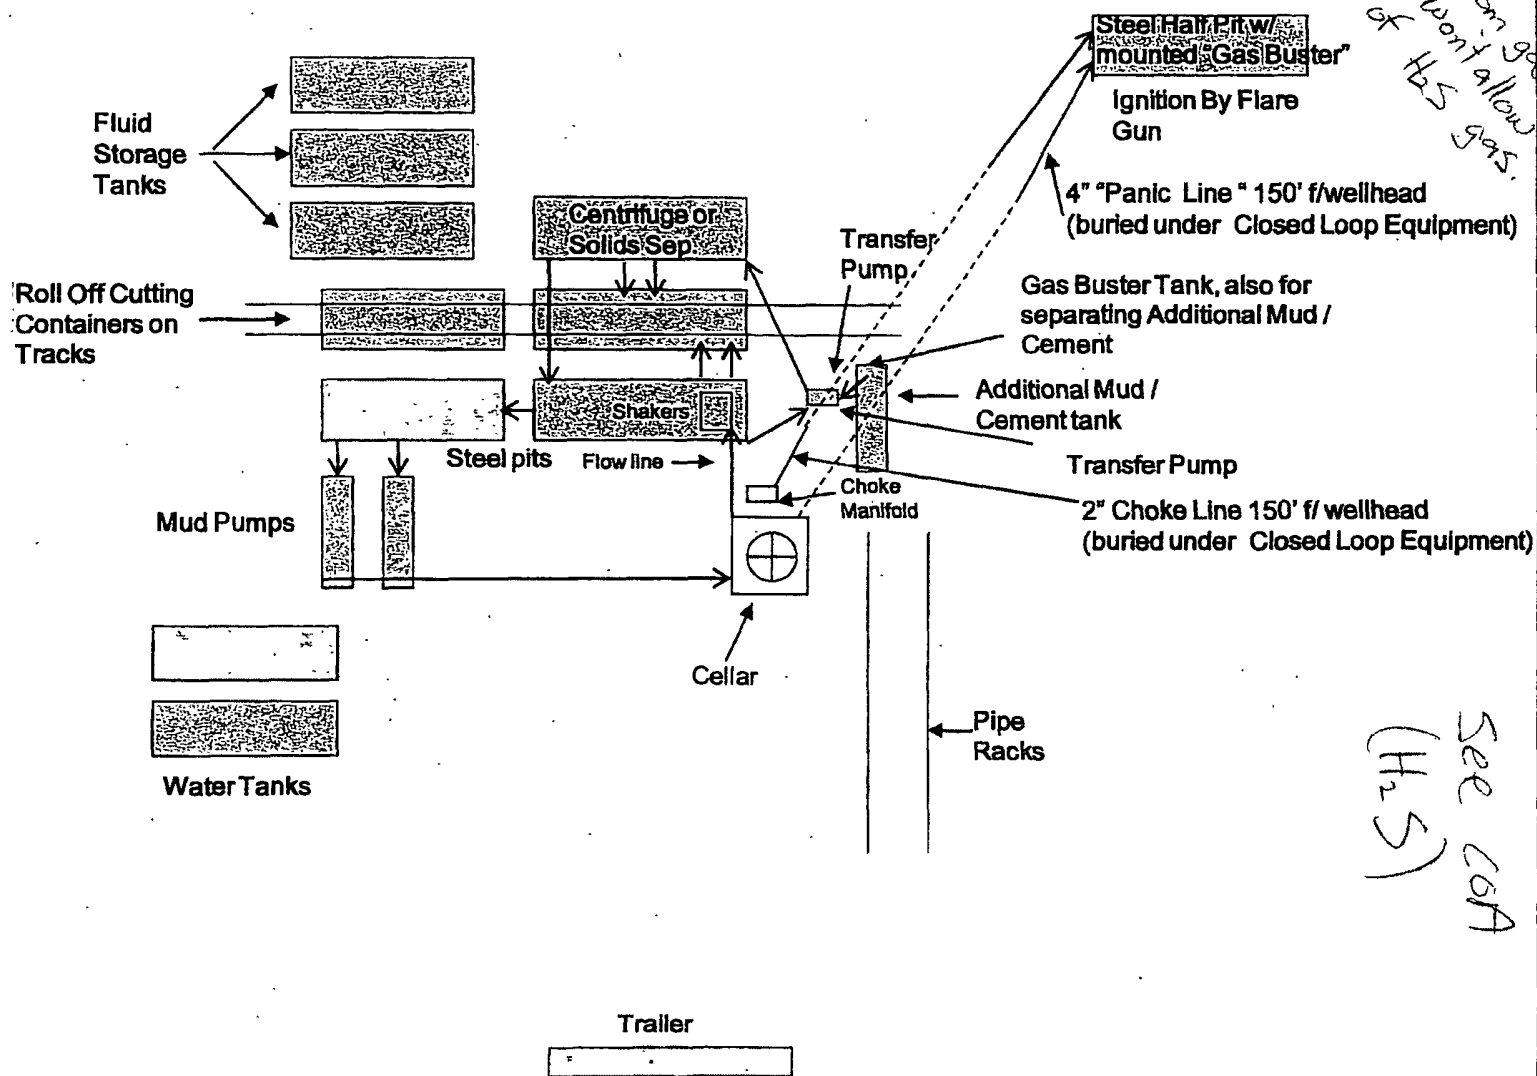 Steel Half Pit w/
mounted "Gas Buster"
Ignition By Flare
Gun
won't allow
of H2S gas.
Fluid
Storage
Tanks
4" "Panic Line " 150' f/wellhead
(buried under Closed Loop Equipment)
Centrifuge or
Solids Sep
Transfer
Pump
Gas Buster Tank, also for
separating Additional Mud /
Cement
Roll Off Cutting
Containers on
Tracks
Additional Mud /
Cement tank
Shakers
Steel pits
Flow line
Transfer Pump
Choke
Manifold
2" Choke Line 150' f/ wellhead
(buried under Closed Loop Equipment)
Mud Pumps
Cellar
Pipe
Racks
Water Tanks
See COA
(H2S)
Trailer